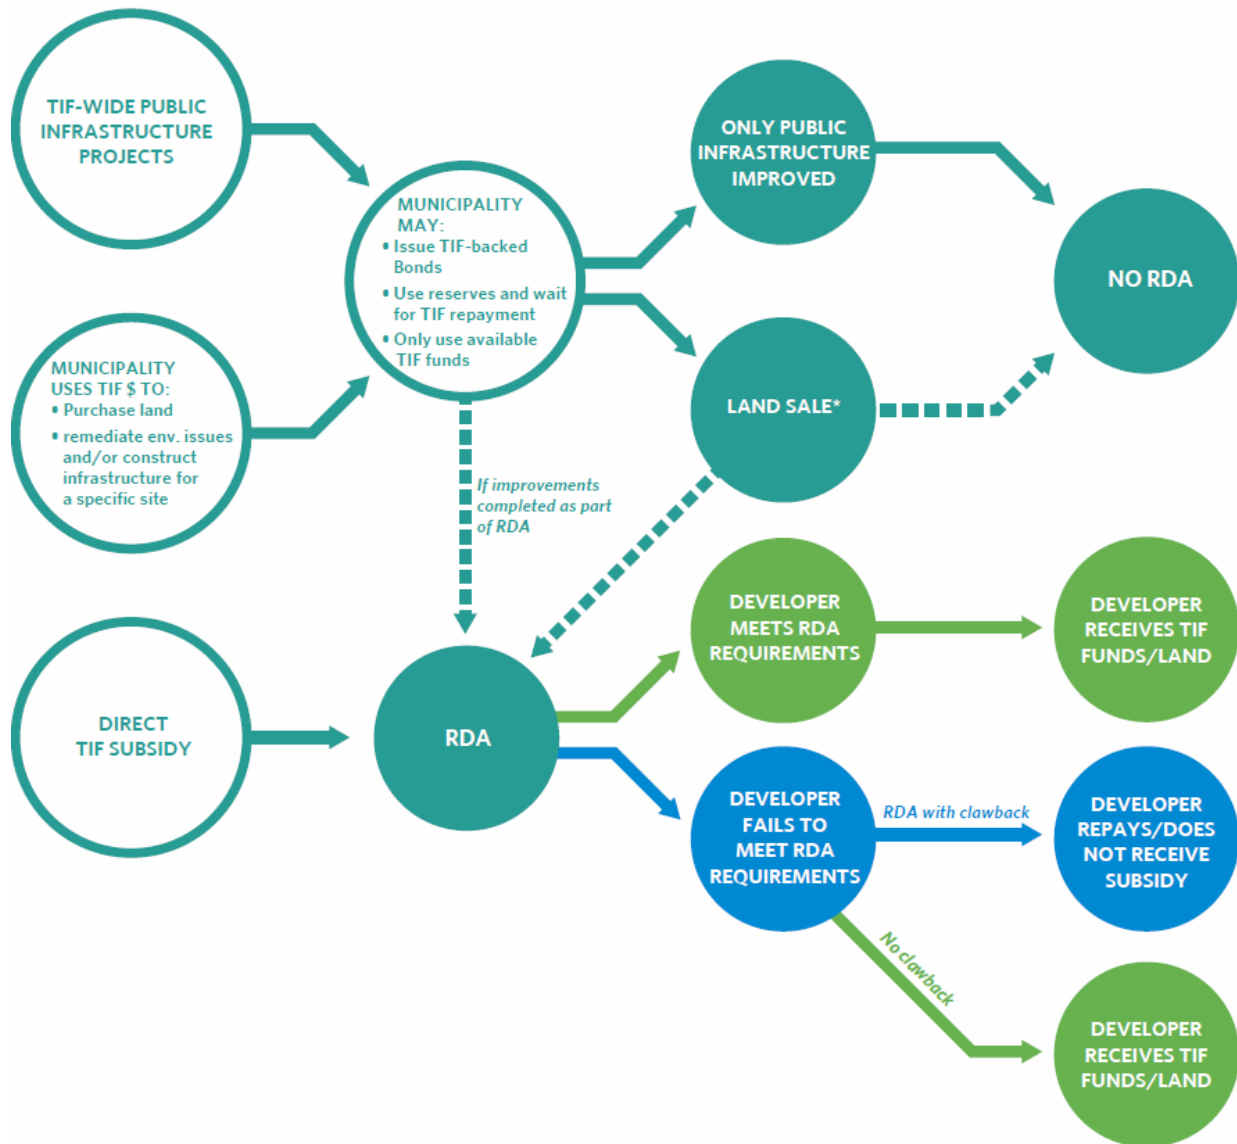 TIF-WIDE PUBLIC
INFRASTRUCTURE
PROJECTS
MUNICIPALITY
USES TIF $ TO:
• Purchase land
• remediate env. issues
and/or construct
infrastructure for
a specific site
DIRECT
TIF SUBSIDY
MUNICIPALITY
MAY:
• Issue TIF-backed
Bonds
• Use reserves and wait
for TIF repayment
• Only use available
TIF funds
If improvements
completed as part
of RDA
RDA
ONLY PUBLIC
INFRASTRUCTURE
IMPROVED
LAND SALE*
NO RDA
DEVELOPER
MEETS RDA
REQUIREMENTS
DEVELOPER
RECEIVES TIF
FUNDS/LAND
DEVELOPER
FAILS TO
MEET RDA
REQUIREMENTS
RDA with clawback
DEVELOPER
REPAYS/DOES
NOT RECEIVE
SUBSIDY
No clawback
DEVELOPER
RECEIVES TIF
FUNDS/LAND